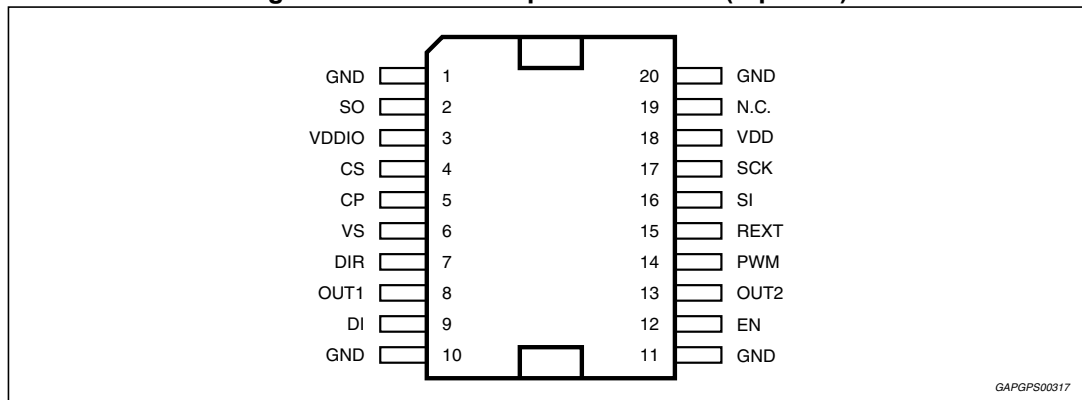 GND 1 20 GND
SO 2 19 N.C.
VDDIO 3 18 VDD
CS 4 17 SCK
CP 5 16 SI
VS 6 15 REXT
DIR 7 14 PWM
OUT1 8 13 OUT2
DI 9 12 EN
GND 10 11 GND
GAPGPS00317